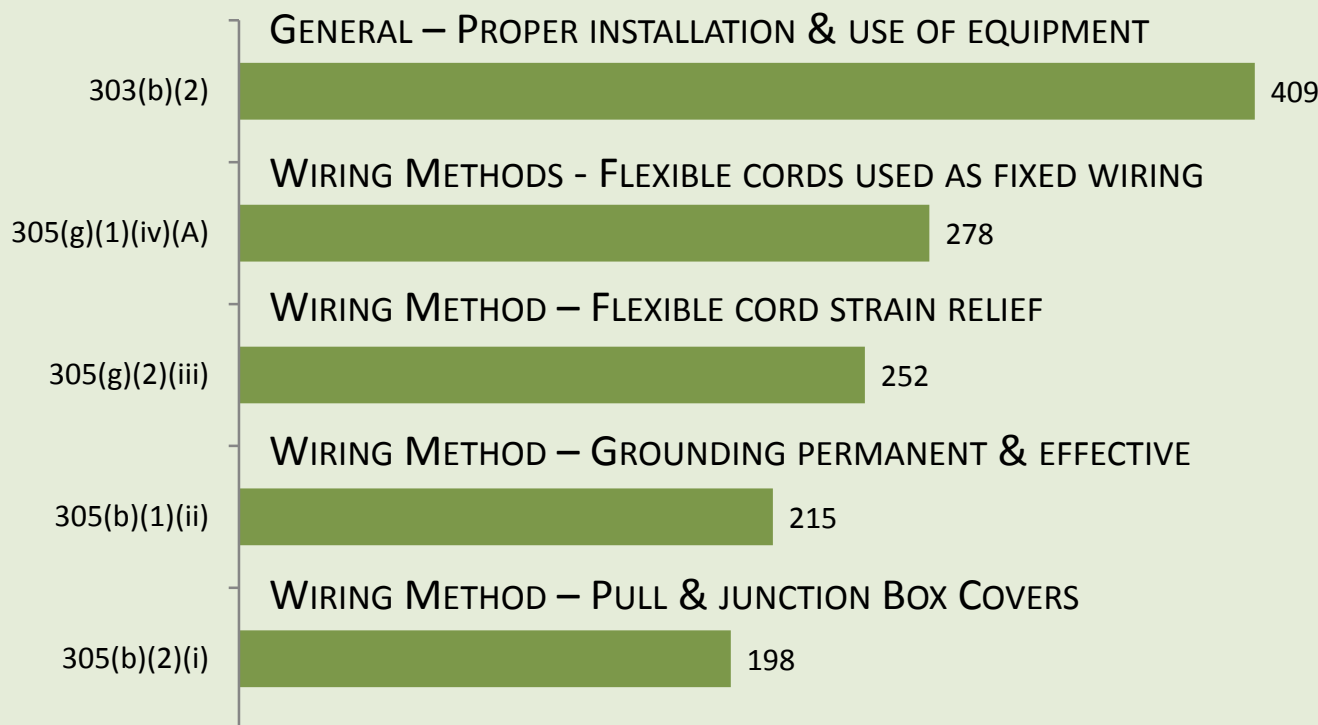 GENERAL – PROPER INSTALLATION & USE OF EQUIPMENT
303(b)(2)
409
WIRING METHODS - FLEXIBLE CORDS USED AS FIXED WIRING
305(g)(1)(iv)(A)
278
WIRING METHOD – FLEXIBLE CORD STRAIN RELIEF
305(g)(2)(iii)
252
WIRING METHOD – GROUNDING PERMANENT & EFFECTIVE
305(b)(1)(ii)
215
WIRING METHOD – PULL & JUNCTION BOX COVERS
305(b)(2)(i)
198